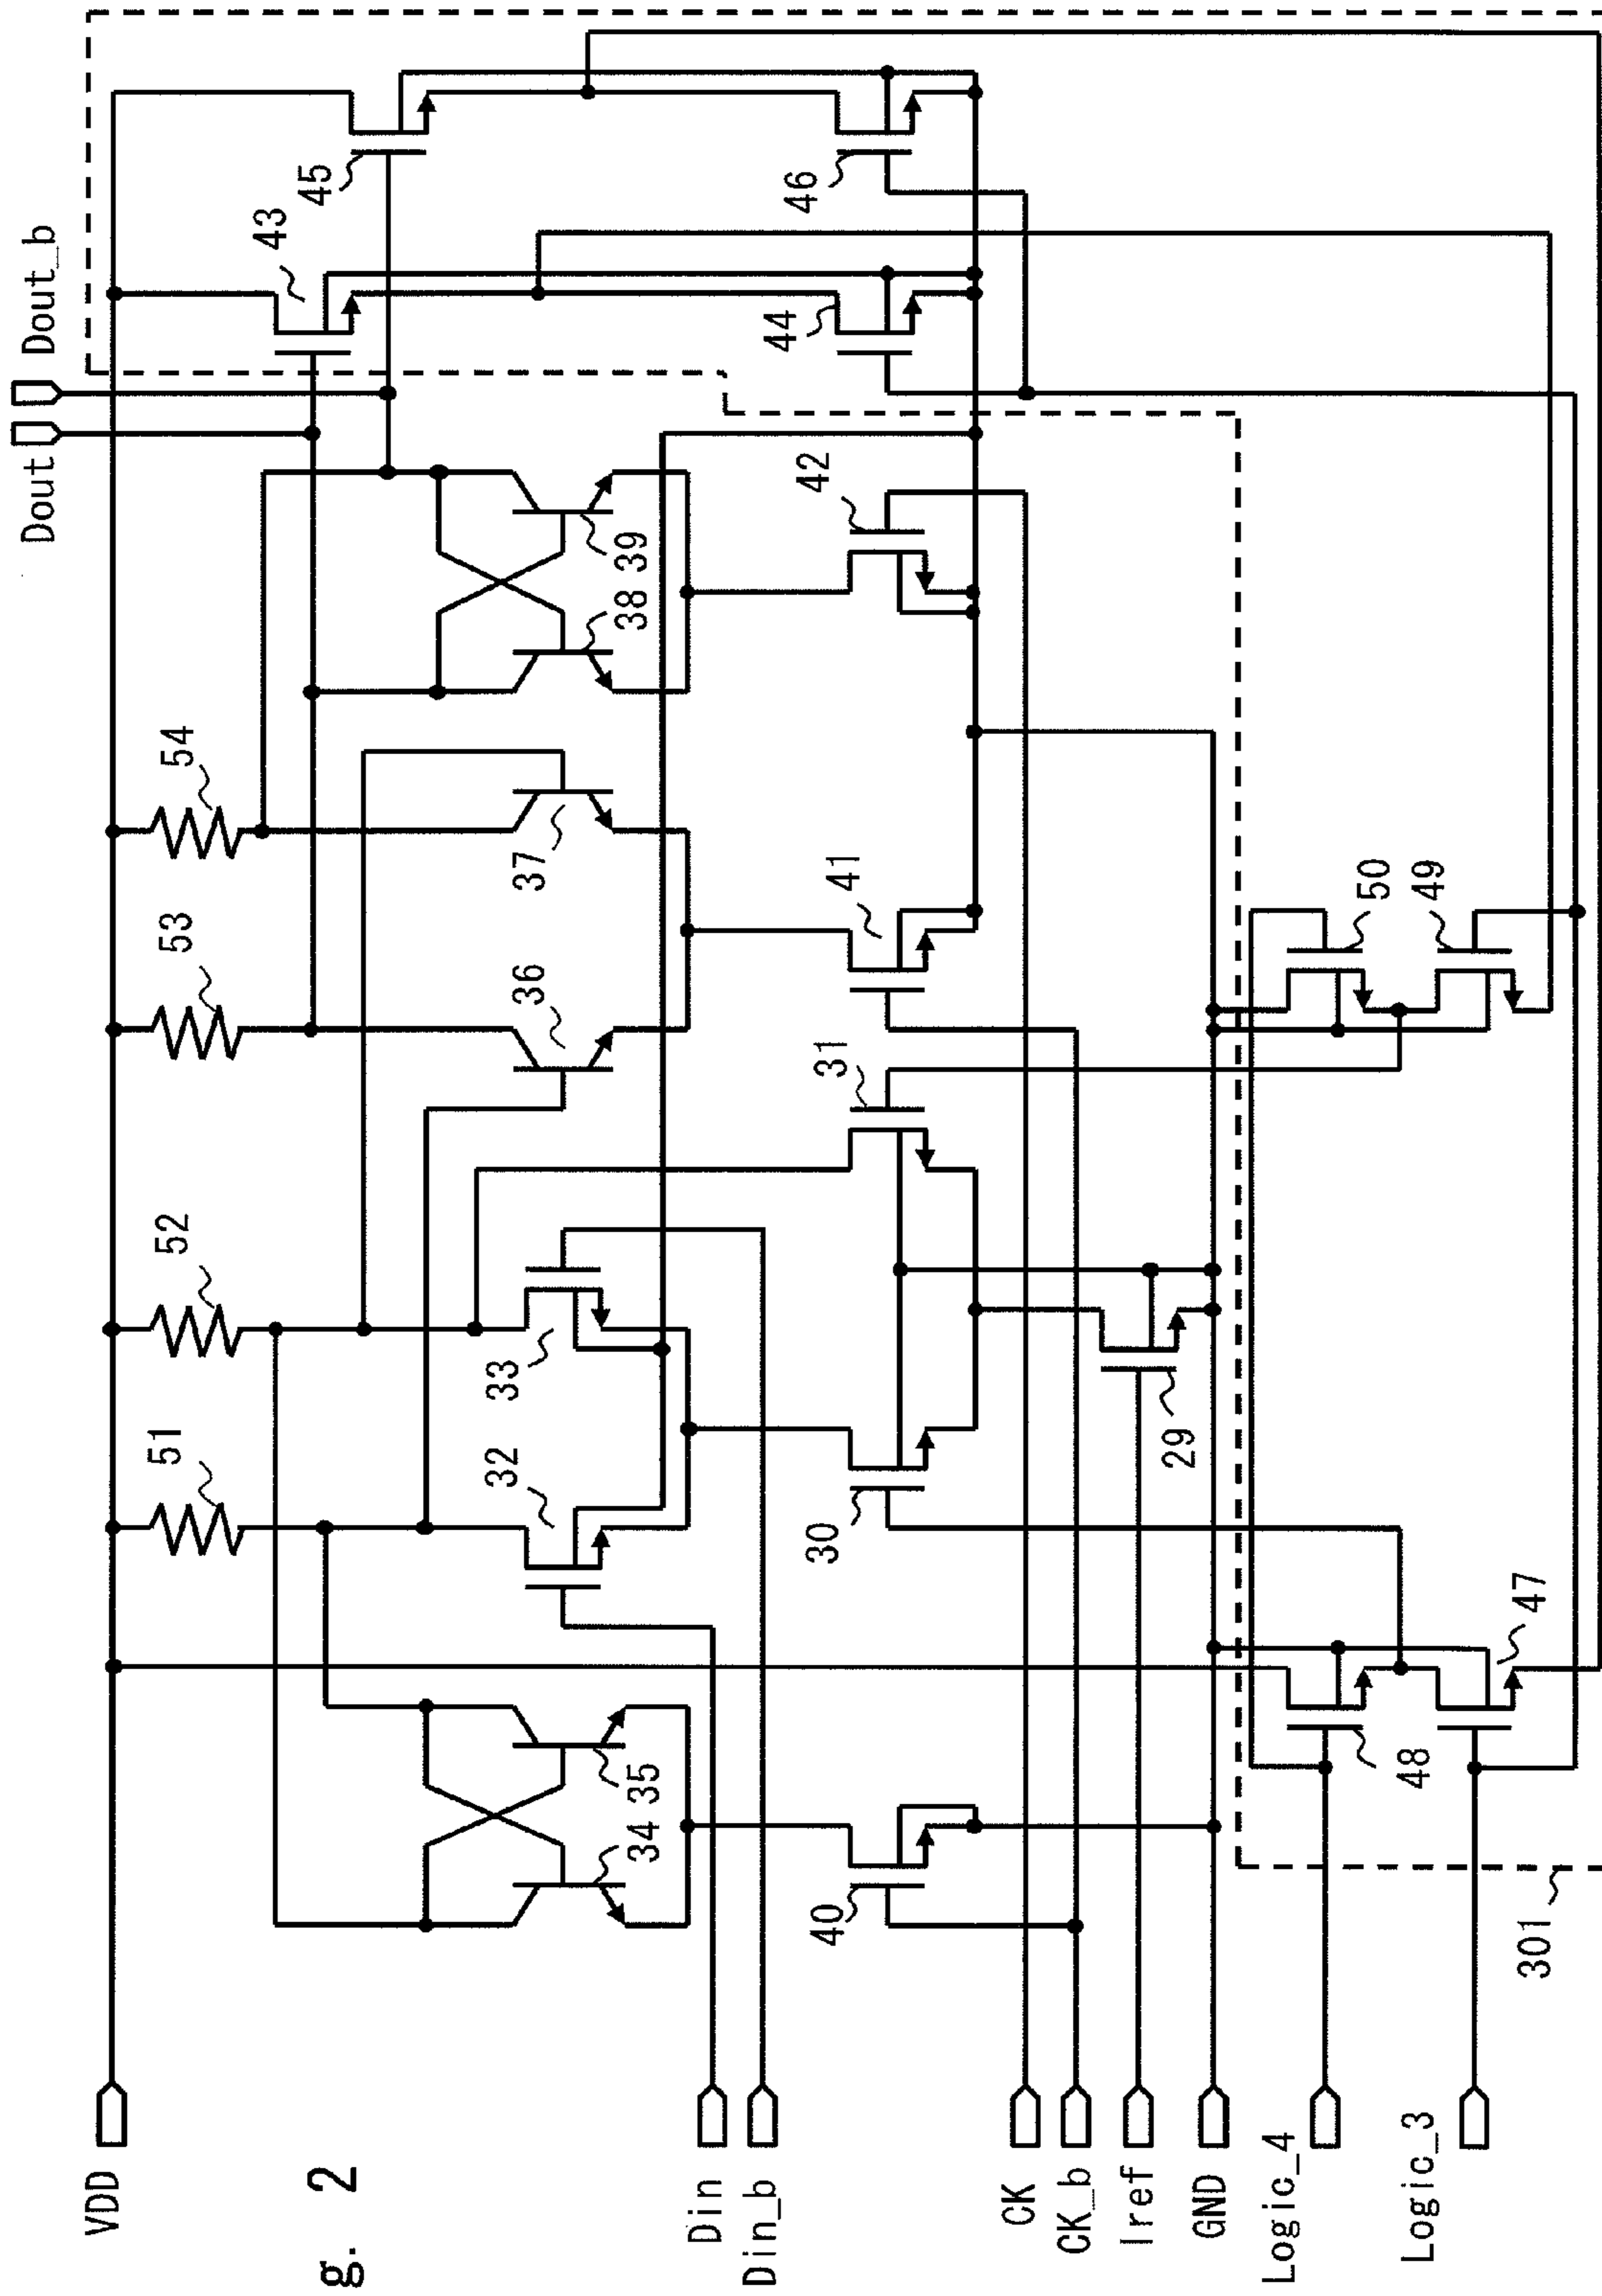 g. 2
VDD
Din
Din_b
CK
CK_b
Iref
GND
Logic_4
Logic_3
Dout
Dout_b
51
52
53
54
34
35
32
33
36
37
38
39
43
45
40
30
31
41
42
44
46
29
48
47
50
49
301